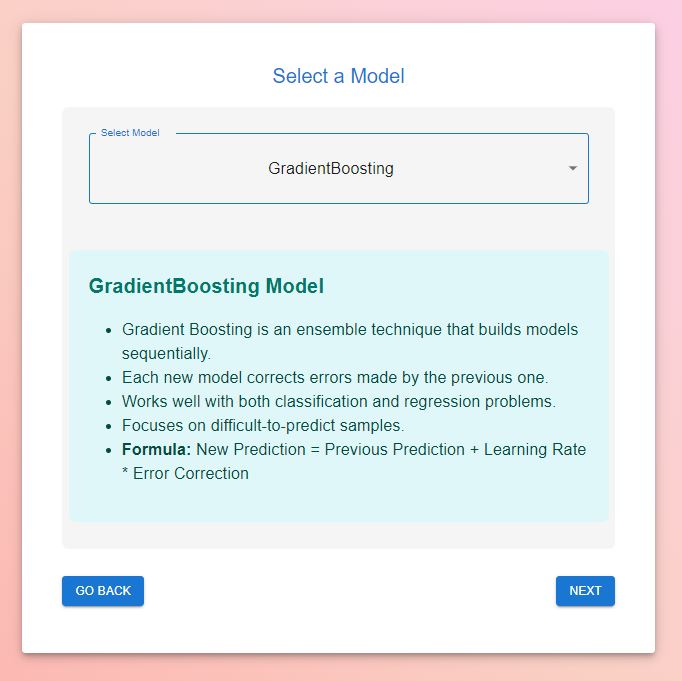 Select a Model
Select Model
GradientBoosting
GradientBoosting Model
• Gradient Boosting is an ensemble technique that builds models
sequentially.
• Each new model corrects errors made by the previous one.
• Works well with both classification and regression problems.
• Focuses on difficult-to-predict samples.
• Formula: New Prediction = Previous Prediction + Learning Rate
* Error Correction
GO BACK
NEXT